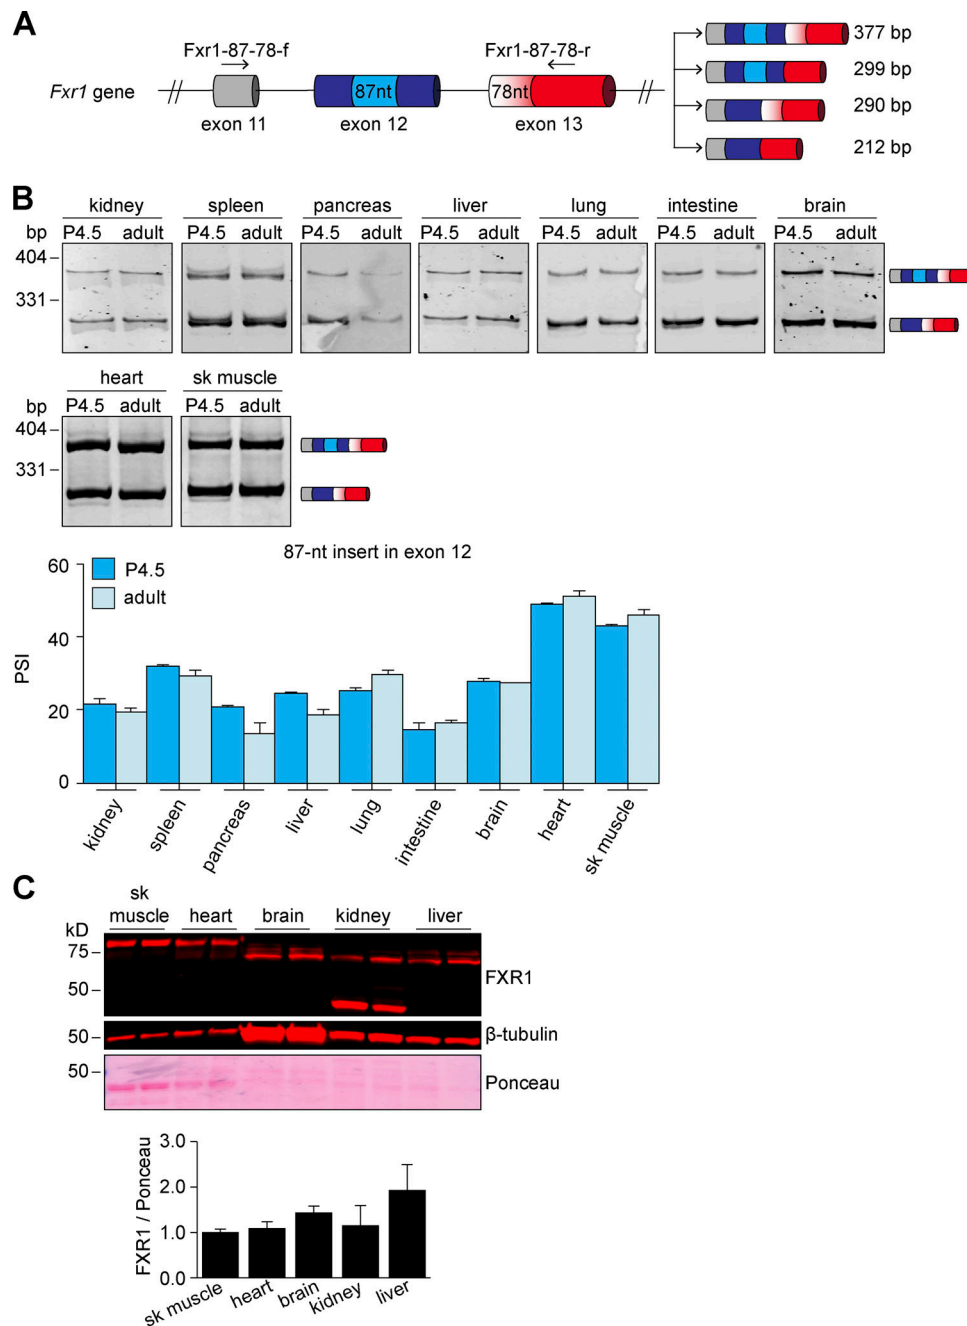 A
Fxr1-87-78-f
Fxr1-87-78-r
377 bp
Fxr1 gene
87nt
78nt
299 bp
exon 11
exon 12
exon 13
290 bp
212 bp
B
kidney
spleen
pancreas
liver
lung
intestine
brain
bp
P4.5 adult
P4.5 adult
P4.5 adult
P4.5 adult
P4.5 adult
P4.5 adult
P4.5 adult
404
331
heart
sk muscle
bp
P4.5 adult
P4.5 adult
404
331
87-nt insert in exon 12
P4.5
adult
PSI
60
40
20
0
kidney
spleen
pancreas
liver
lung
intestine
brain
heart
sk muscle
C
sk
muscle
heart
brain
kidney
liver
kD
75
50
FXR1
50
β-tubulin
50
Ponceau
FXR1 / Ponceau
3.0
2.0
1.0
0.0
sk muscle
heart
brain
kidney
liver